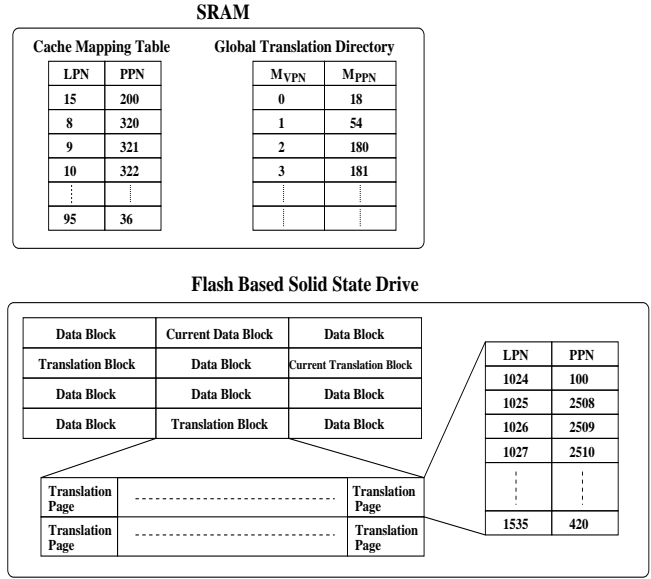 SRAM
Cache Mapping Table
LPN PPN
15 200
8 320
9 321
10 322
95 36
Global Translation Directory
MVPN MPPN
0 18
1 54
2 180
3 181
Flash Based Solid State Drive
Data Block Current Data Block Data Block
Translation Block Data Block Current Translation Block
Data Block Data Block Data Block
Data Block Translation Block Data Block
Translation Page Translation Page
Translation Page Translation Page
LPN PPN
1024 100
1025 2508
1026 2509
1027 2510
1535 420